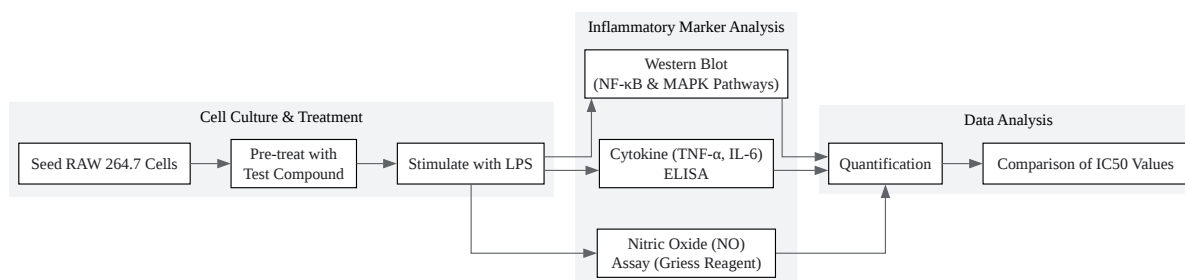 Cell Culture & Treatment
Seed RAW 264.7 Cells
Pre-treat with
Test Compound
Stimulate with LPS
Inflammatory Marker Analysis
Western Blot
(NF-κB & MAPK Pathways)
Cytokine (TNF-α, IL-6)
ELISA
Nitric Oxide (NO)
Assay (Griess Reagent)
Data Analysis
Quantification
Comparison of IC50 Values